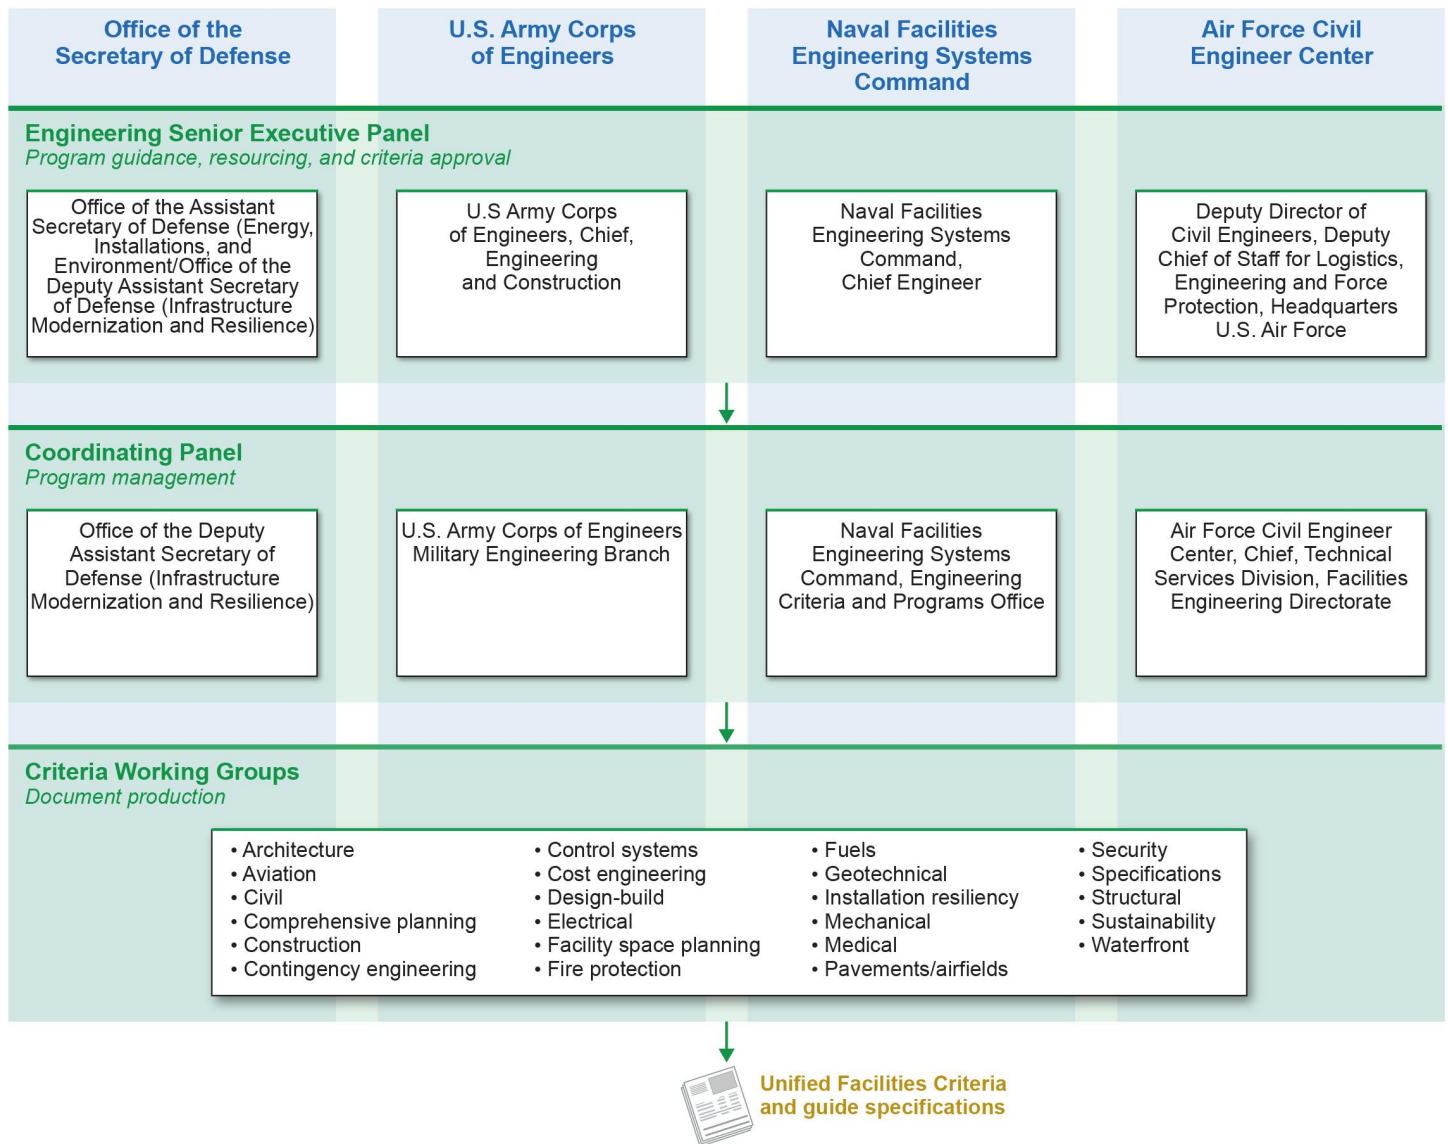 Office of the
Secretary of Defense
U.S. Army Corps
of Engineers
Naval Facilities
Engineering Systems
Command
Air Force Civil
Engineer Center
Engineering Senior Executive Panel
Program guidance, resourcing, and criteria approval
Office of the Assistant
Secretary of Defense (Energy,
Installations, and
Environment/Office of the
Deputy Assistant Secretary
of Defense (Infrastructure
Modernization and Resilience)
U.S Army Corps
of Engineers, Chief,
Engineering
and Construction
Naval Facilities
Engineering Systems
Command,
Chief Engineer
Deputy Director of
Civil Engineers, Deputy
Chief of Staff for Logistics,
Engineering and Force
Protection, Headquarters
U.S. Air Force
Coordinating Panel
Program management
Office of the Deputy
Assistant Secretary of
Defense (Infrastructure
Modernization and Resilience)
U.S. Army Corps of Engineers
Military Engineering Branch
Naval Facilities
Engineering Systems
Command, Engineering
Criteria and Programs Office
Air Force Civil Engineer
Center, Chief, Technical
Services Division, Facilities
Engineering Directorate
Criteria Working Groups
Document production
• Architecture
• Aviation
• Civil
• Comprehensive planning
• Construction
• Contingency engineering
• Control systems
• Cost engineering
• Design-build
• Electrical
• Facility space planning
• Fire protection
• Fuels
• Geotechnical
• Installation resiliency
• Mechanical
• Medical
• Pavements/airfields
• Security
• Specifications
• Structural
• Sustainability
• Waterfront
Unified Facilities Criteria
and guide specifications